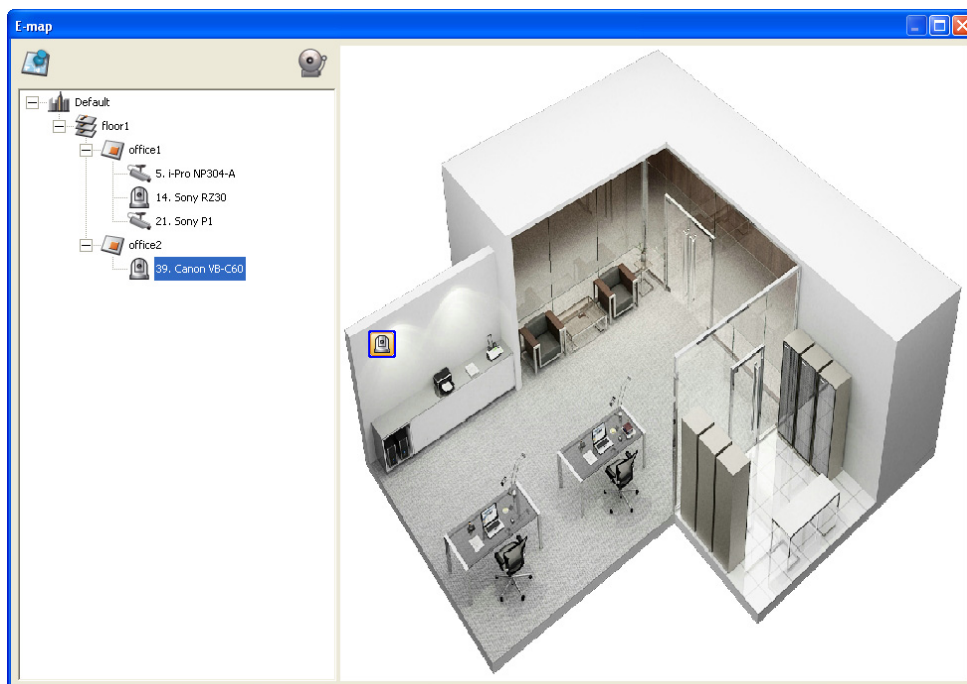 E-map
Default
floor1
office1
5. i-Pro NP304-A
14. Sony RZ30
21. Sony P1
office2
39. Canon VB-C60